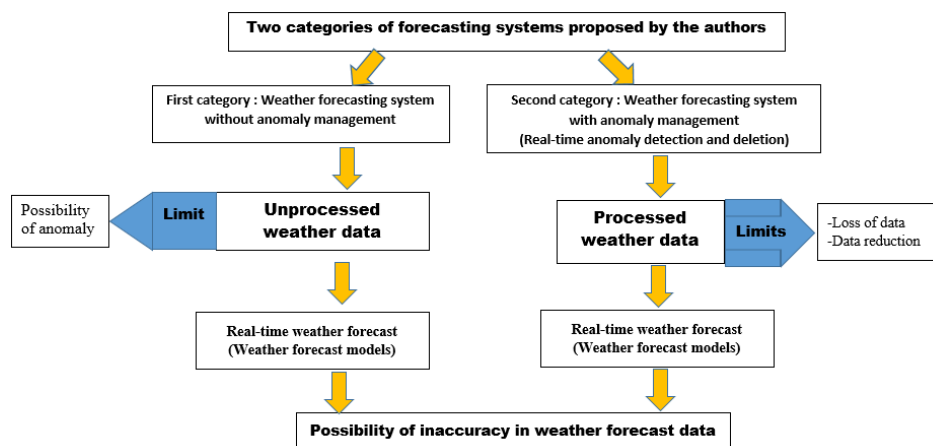 Two categories of forecasting systems proposed by the authors
First category : Weather forecasting system
without anomaly management
Second category : Weather forecasting system
with anomaly management
(Real-time anomaly detection and deletion)
Possibility
of anomaly
Limit
Unprocessed
weather data
Processed
weather data
Limits
-Loss of data
-Data reduction
Real-time weather forecast
(Weather forecast models)
Real-time weather forecast
(Weather forecast models)
Possibility of inaccuracy in weather forecast data